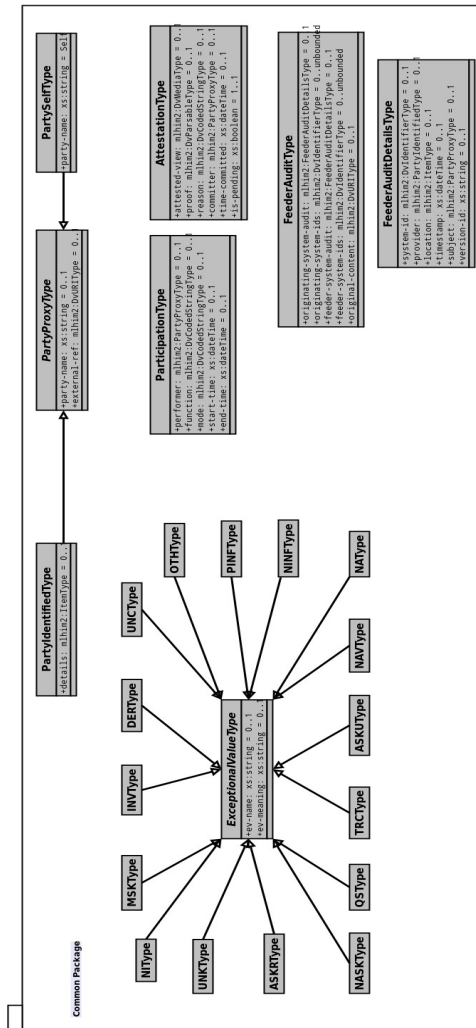 Common Package
PartyIdentifiedType
+details: mlhim2:ItemType = 0..1
PartyProxyType
+party-name: xs:string = 0..1
+external-ref: mlhim2:DvURIType = 0..1
PartySelfType
+party-name: xs:string = Self
Participation Type
+performer: mlhim2:PartyProxyType = 0..1
+function: mlhim2:DvCodedStringType = 0..1
+mode: mlhim2:DvCodedStringType = 0..1
+start-time: xs:dateTime = 0..1
+end-time: xs:datetime = 0..1
AttestationType
+attested-view: mlhim2:DvMediaType = 0..1
+proof: mlhim2:DvParsableType = 0..1
+reason: mlhim2:DvCodedStringType = 0..1
+committer: mlhim2:PartyProxyType = 0..1
+time-committed: xs:dateTime = 0..1
+is-pending: xs:boolean = 1..1
FeederAuditType
+originating-system-audit: mlhim2:FeederAuditDetailsType = 0..1
+originating-system-ids: mlhim2:DvIdentifierType = 0..unbounded
+feeder-system-audit: mlhim2:FeederAuditDetailsType = 0..1
+feeder-system-ids: mlhim2:DvIdentifierType = 0..unbounded
+original-content: mlhim2:DvURIType = 0..1
FeederAuditDetailsType
+system-id: mlhim2:DvIdentifierType = 0..1
+provider: mlhim2:PartyIdentifiedType = 0..1
+location: mlhim2:ItemType = 0..1
+timestamp: xs:dateTime = 0..1
+subject: mlhim2:PartyProxyType = 0..1
+version-id: xs:string = 0..1
NIType
MSKType
INVType
DERType
UNCType
OTHType
UNKType
PINFType
ExceptionalValueType
+ev-name: xs:string = 0..1
+ev-meaning: xs:string = 0..1
ASKRType
NINFType
NASKType
QSType
TRCType
ASKUType
NAVType
NAType